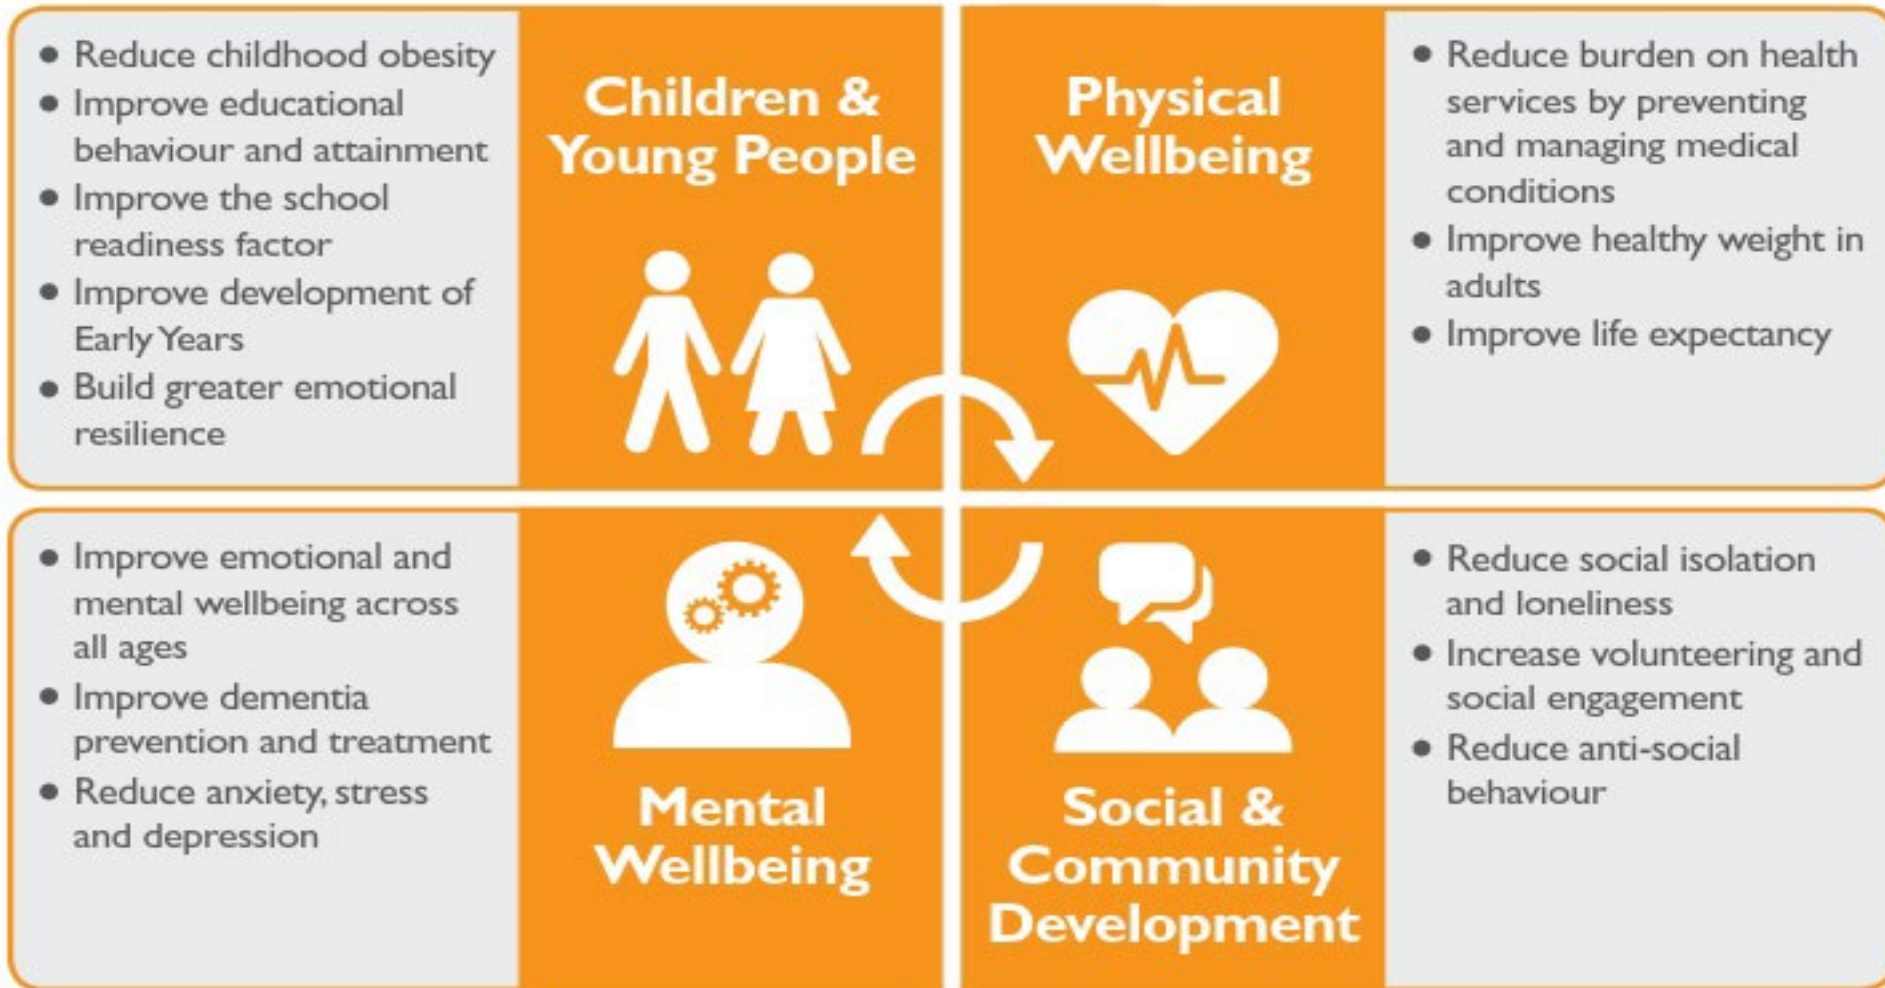 ● Reduce childhood obesity
● Improve educational
behaviour and attainment
● Improve the school
readiness factor
● Improve development of
Early Years
● Build greater emotional
resilience
Children &
Young People
Physical
Wellbeing
● Reduce burden on health
services by preventing
and managing medical
conditions
● Improve healthy weight in
adults
● Improve life expectancy
● Improve emotional and
mental wellbeing across
all ages
● Improve dementia
prevention and treatment
● Reduce anxiety, stress
and depression
Mental
Wellbeing
Social &
Community
Development
● Reduce social isolation
and loneliness
● Increase volunteering and
social engagement
● Reduce anti-social
behaviour